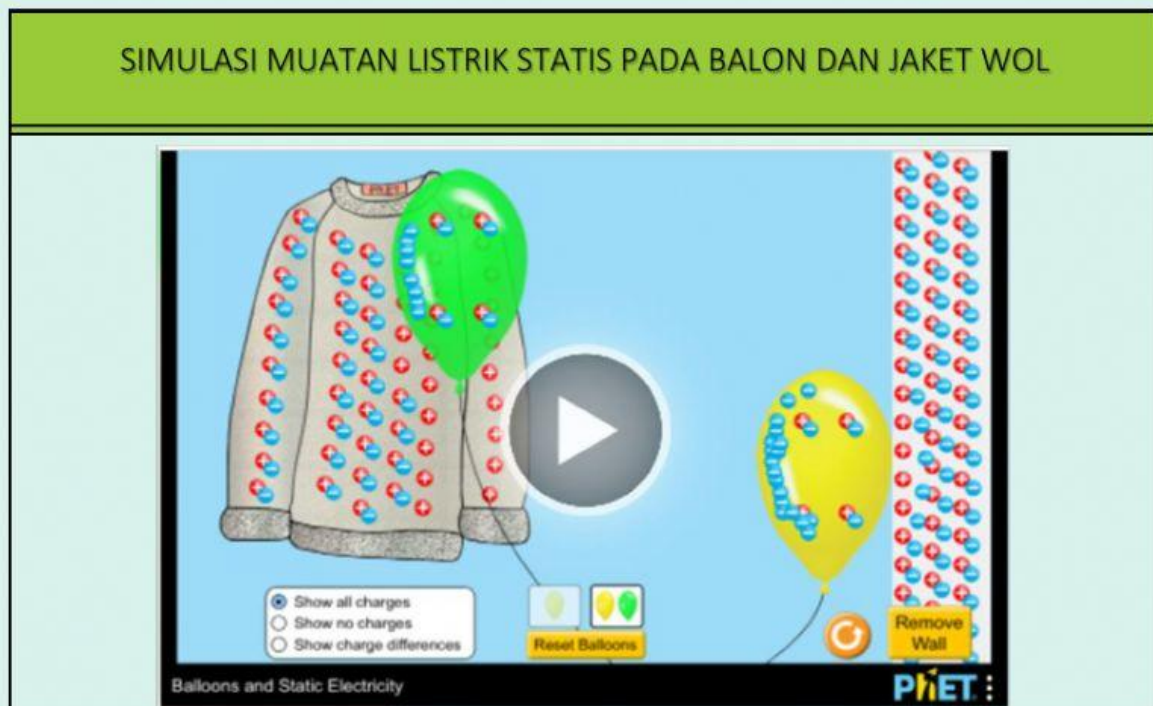 SIMULASI MUATAN LISTRIK STATIS PADA BALON DAN JAKET WOL
PhET
Show all charges
Show no charges
Show charge differences
Reset Balloons
Remove
Wall
Balloons and Static Electricity
PhET